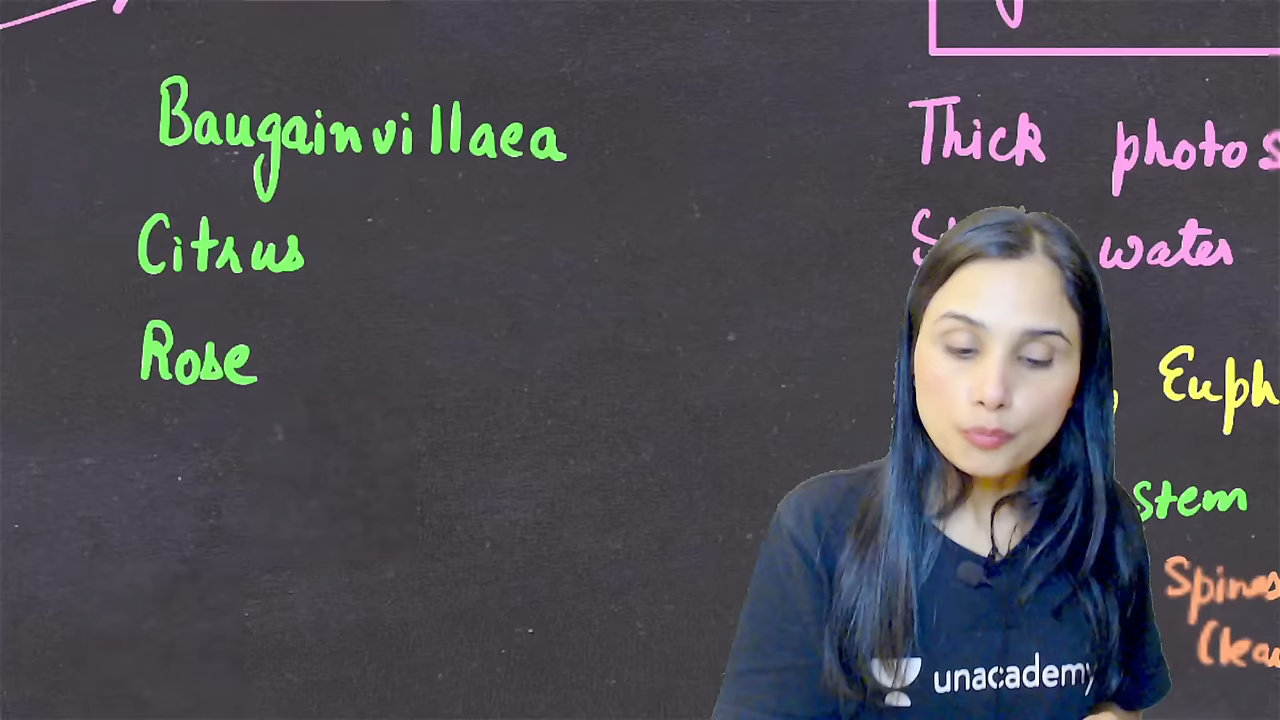 Baugainvillaea
Citrus
Rose
Thick photos
water
, Euph
stem
Spines
(lea
unacademy